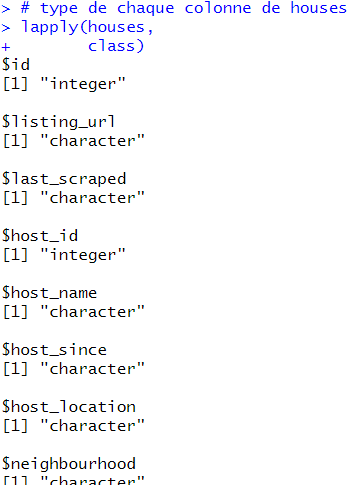 > # type de chaque colonne de houses
> lapply(houses,
+        class)
$id
[1] "integer"

$listing_url
[1] "character"

$last_scraped
[1] "character"

$host_id
[1] "integer"

$host_name
[1] "character"

$host_since
[1] "character"

$host_location
[1] "character"

$neighbourhood
[1] "character"